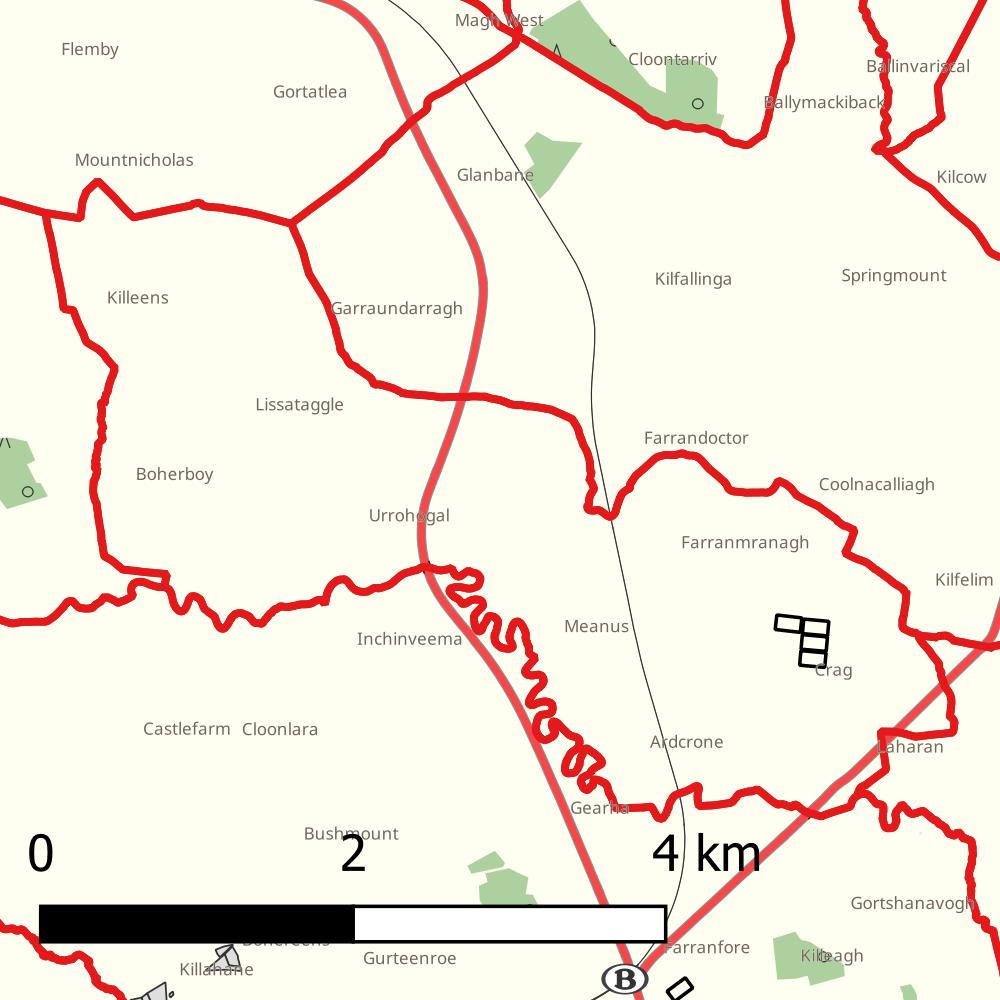 Magh West
Flemby
Cloontarriv
Ballinvariscal
Gortatlea
Ballymackiback
Mountnicholas
Glanbane
Kilcow
Kilfallinga
Springmount
Killeens
Garraundarragh
Lissataggle
Farrandoctor
Boherboy
Coolnacalliagh
Urrohogal
Farranmranagh
Kilfelim
Meanus
Inchinveema
Crag
Castlefarm
Cloonlara
Ardcrone
Laharan
Gearha
Bushmount
0 2 4 km
Gortshanavogh
Bohereens
Farranfore
Gurteenroe
Killeagh
Killahane
B